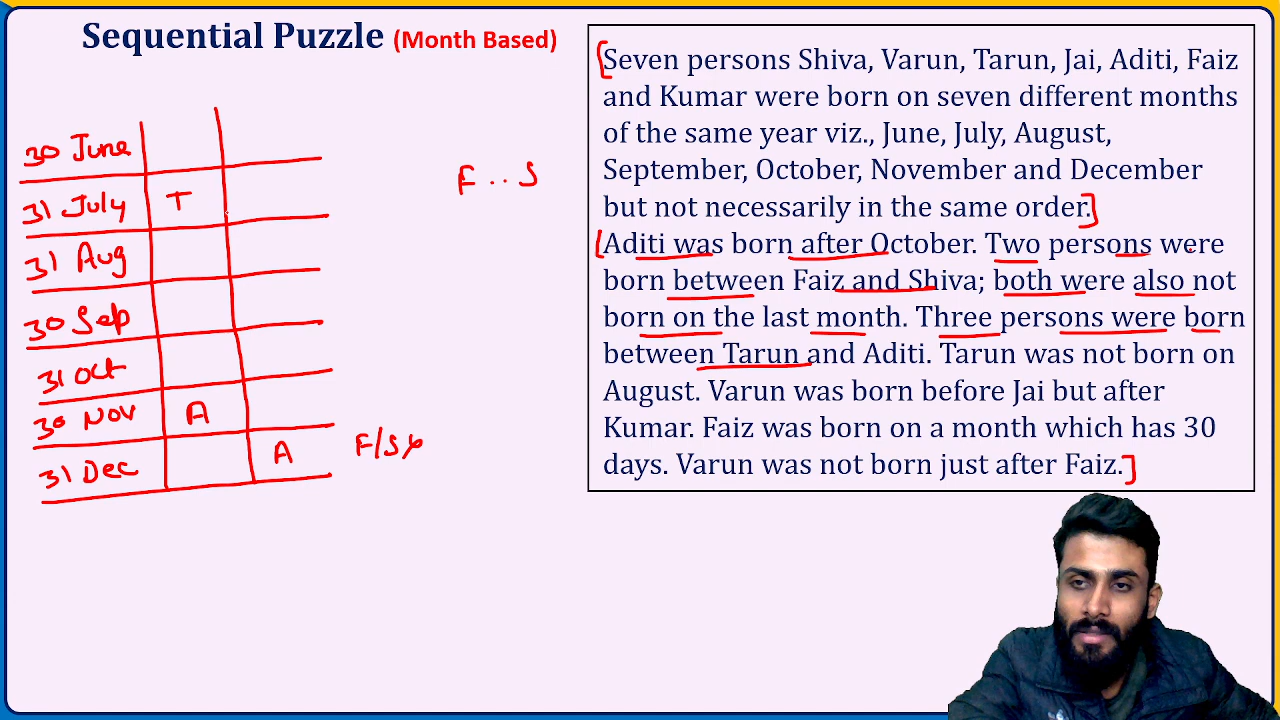 Sequential Puzzle (Month Based)
Seven persons Shiva, Varun, Tarun, Jai, Aditi, Faiz
and Kumar were born on seven different months
of the same year viz., June, July, August,
September, October, November and December
but not necessarily in the same order.
Aditi was born after October. Two persons were
born between Faiz and Shiva; both were also not
born on the last month. Three persons were born
between Tarun and Aditi. Tarun was not born on
August. Varun was born before Jai but after
Kumar. Faiz was born on a month which has 30
days. Varun was not born just after Faiz.
30 June
31 July T
31 Aug
30 Sep
31 Oct
30 Nov A
31 Dec A F/S×
F .. S